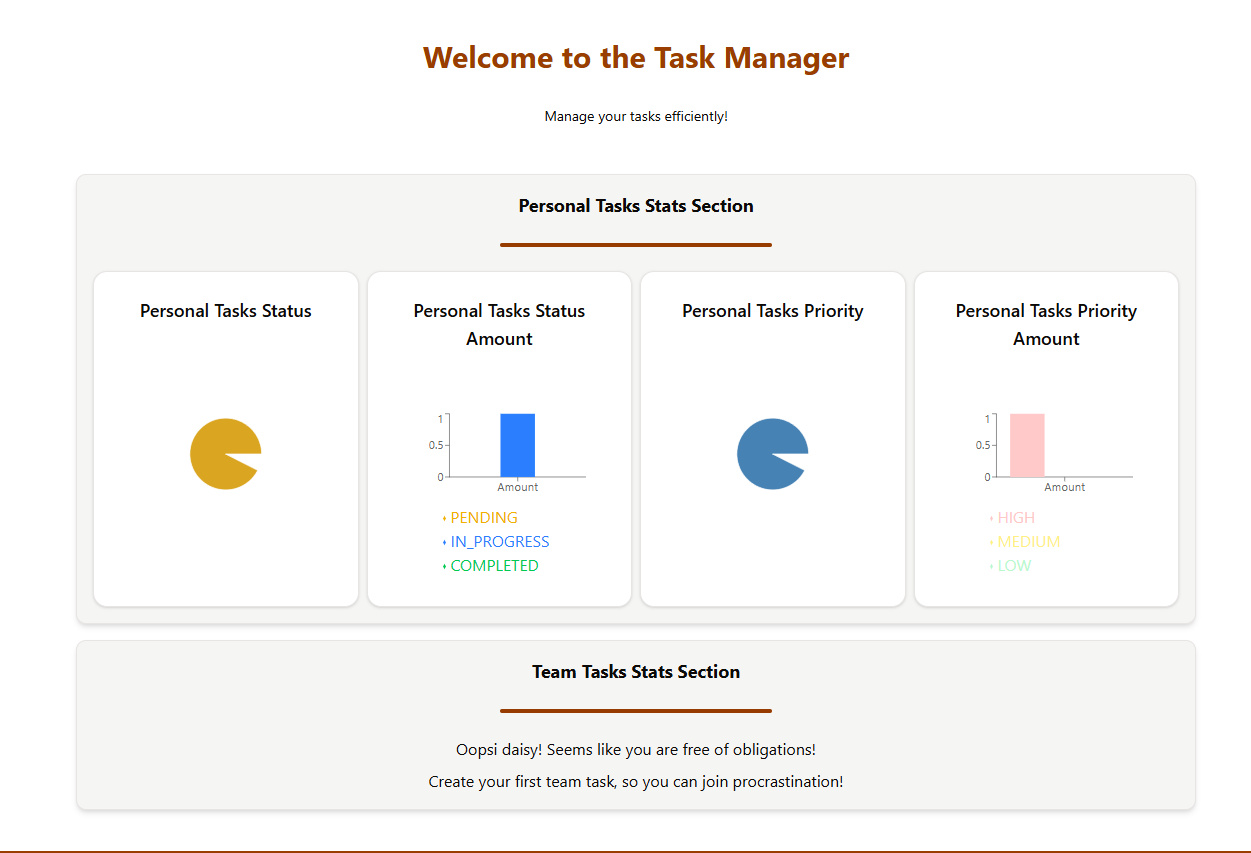 Welcome to the Task Manager
Manage your tasks efficiently!
Personal Tasks Stats Section
Personal Tasks Status
Personal Tasks Status
Amount
1
0.5
0
Amount
PENDING
IN_PROGRESS
COMPLETED
Personal Tasks Priority
Personal Tasks Priority
Amount
1
0.5
0
Amount
HIGH
MEDIUM
LOW
Team Tasks Stats Section
Oopsi daisy! Seems like you are free of obligations!
Create your first team task, so you can join procrastination!